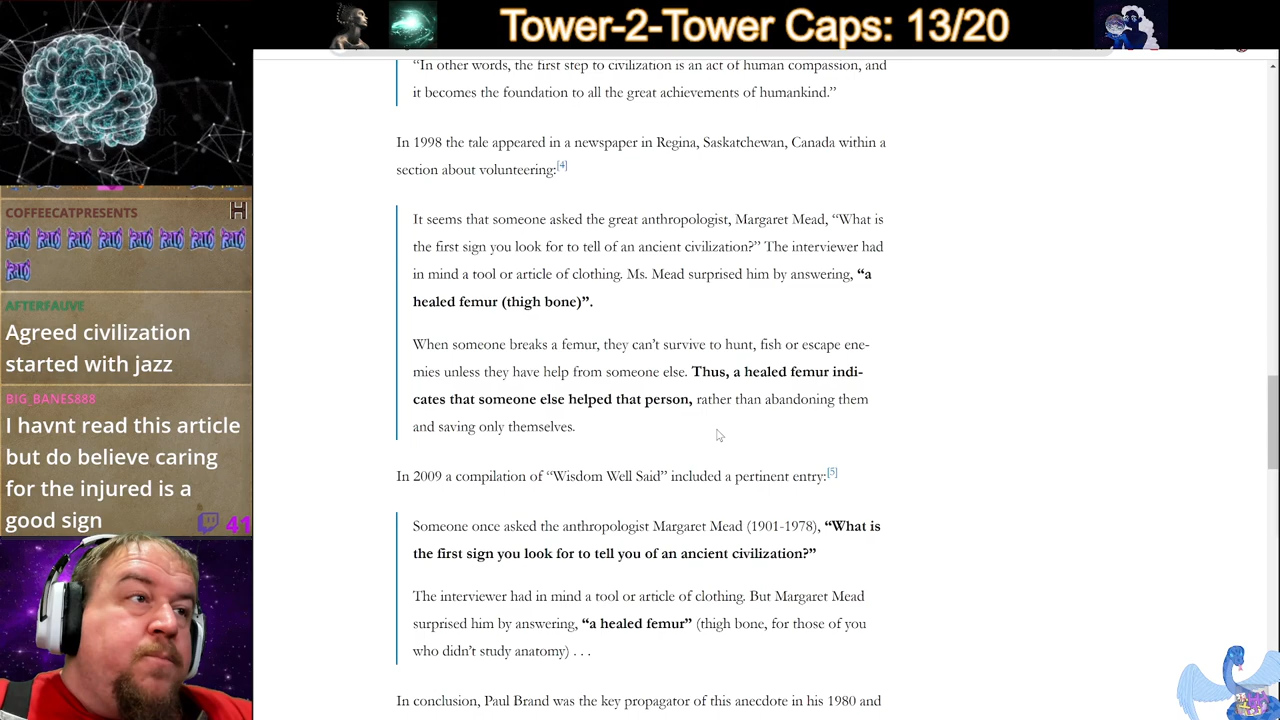 Tower-2-Tower Caps: 13/20
“In other words, the first step to civilization is an act of human compassion, and
it becomes the foundation to all the great achievements of humankind.”
In 1998 the tale appeared in a newspaper in Regina, Saskatchewan, Canada within a
section about volunteering:[4]
It seems that someone asked the great anthropologist, Margaret Mead, “What is
the first sign you look for to tell of an ancient civilization?” The interviewer had
in mind a tool or article of clothing. Ms. Mead surprised him by answering, “a
healed femur (thigh bone)”.
When someone breaks a femur, they can’t survive to hunt, fish or escape ene-
mies unless they have help from someone else. Thus, a healed femur indi-
cates that someone else helped that person, rather than abandoning them
and saving only themselves.
In 2009 a compilation of “Wisdom Well Said” included a pertinent entry:[5]
Someone once asked the anthropologist Margaret Mead (1901-1978), “What is
the first sign you look for to tell you of an ancient civilization?”
The interviewer had in mind a tool or article of clothing. But Margaret Mead
surprised him by answering, “a healed femur” (thigh bone, for those of you
who didn’t study anatomy) . . .
In conclusion, Paul Brand was the key propagator of this anecdote in his 1980 and
COFFEECATPRESENTS
AFTERFAUVE
Agreed civilization
started with jazz
BIG_BANES888
I havnt read this article
but do believe caring
for the injured is a
good sign
41